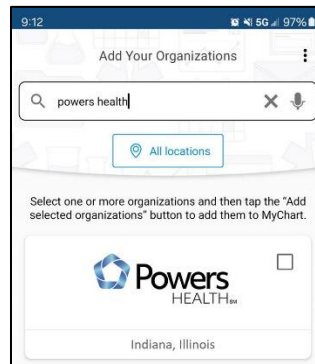 9:12
5G 97%
Add Your Organizations
powers health
All locations
Select one or more organizations and then tap the "Add
selected organizations" button to add them to MyChart.
Powers
HEALTH℠
Indiana, Illinois